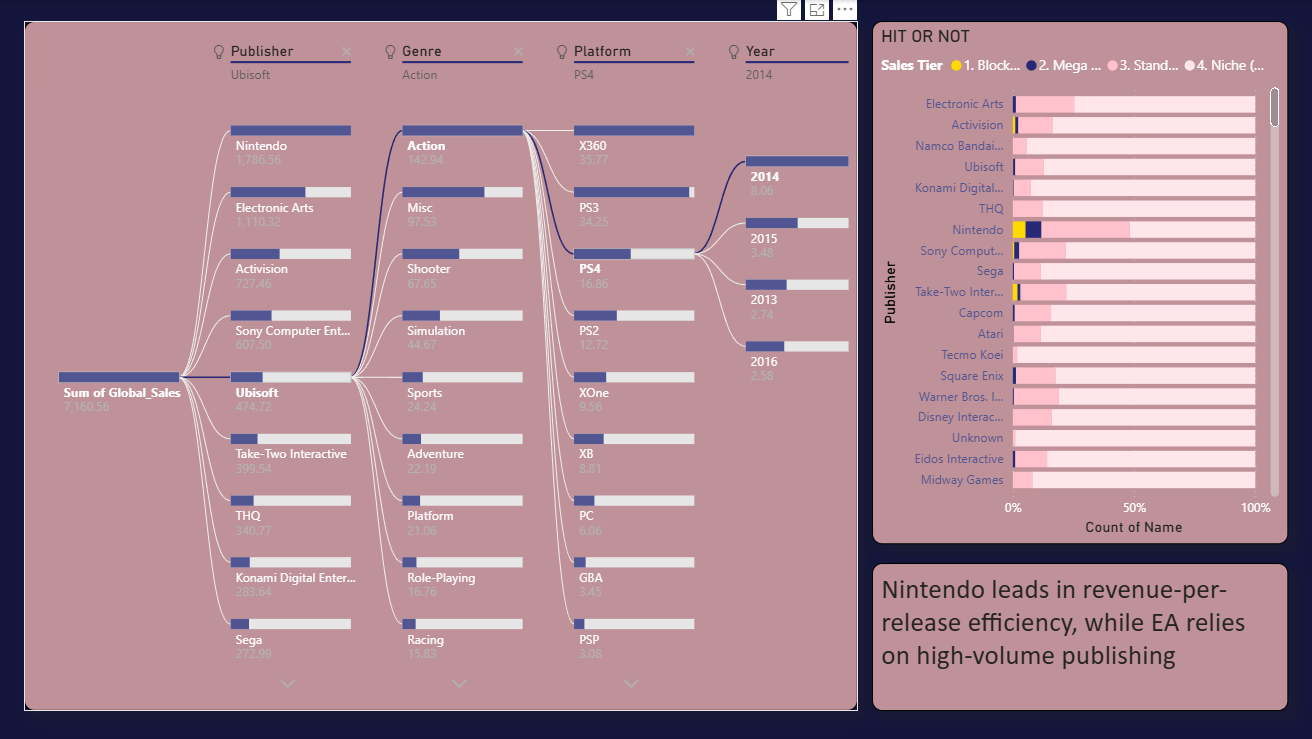 Publisher
Ubisoft
Genre
Action
Platform
PS4
Year
2014
Sum of Global_Sales
7,160.56
Nintendo
1,786.56
Electronic Arts
1,110.32
Activision
727.46
Sony Computer Ent...
607.50
Ubisoft
474.72
Take-Two Interactive
399.54
THQ
340.77
Konami Digital Enter...
283.64
Sega
272.99
Action
142.94
Misc
97.53
Shooter
67.65
Simulation
44.67
Sports
24.24
Adventure
22.19
Platform
21.06
Role-Playing
16.76
Racing
15.83
X360
35.77
PS3
34.25
PS4
16.86
PS2
12.72
XOne
9.56
XB
8.81
PC
6.06
GBA
3.45
PSP
3.08
2014
8.06
2015
3.48
2013
2.74
2016
2.58
HIT OR NOT
Sales Tier 1. Block... 2. Mega ... 3. Stand... 4. Niche (...
Publisher
Electronic Arts
Activision
Namco Bandai...
Ubisoft
Konami Digital...
THQ
Nintendo
Sony Comput...
Sega
Take-Two Inter...
Capcom
Atari
Tecmo Koei
Square Enix
Warner Bros. I...
Disney Interac...
Unknown
Eidos Interactive
Midway Games
0% 50% 100%
Count of Name
Nintendo leads in revenue-per-
release efficiency, while EA relies
on high-volume publishing